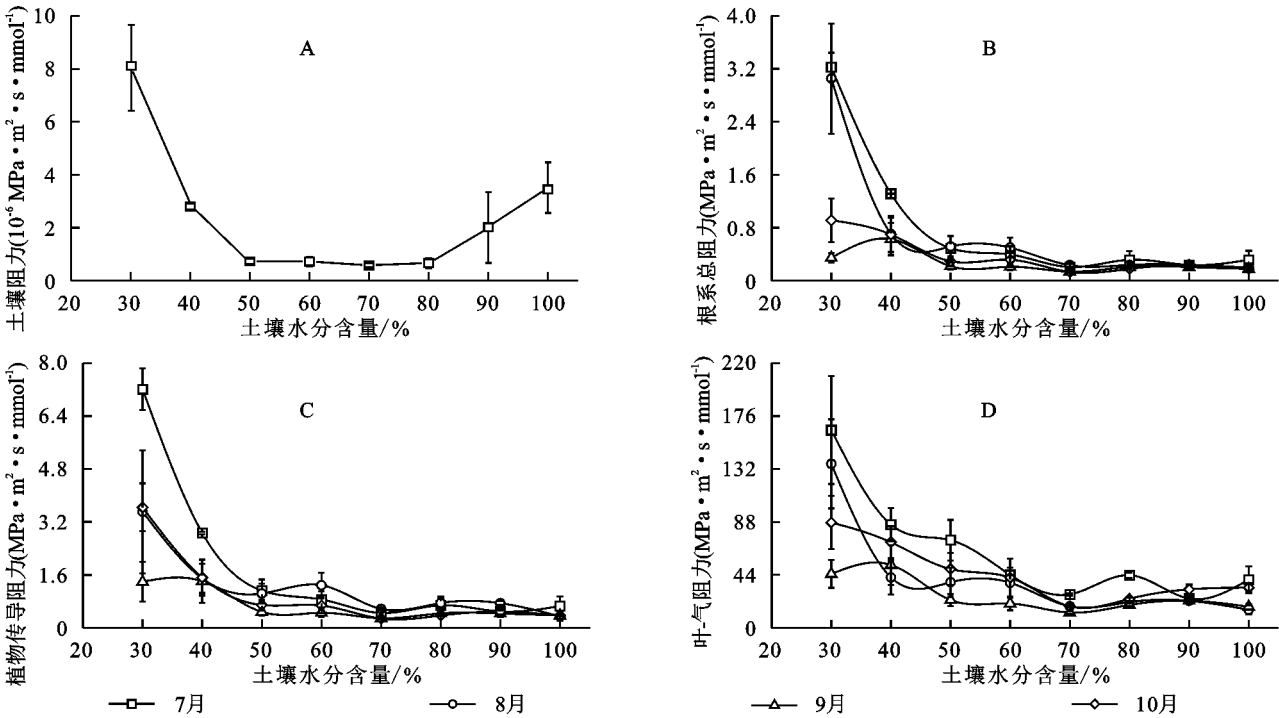 A
土壤阻力(10⁻⁶ MPa·m²·s·mmol⁻¹)
10
8
6
4
2
0
20 30 40 50 60 70 80 90 100
土壤水分含量/%
B
根系总阻力(MPa·m²·s·mmol⁻¹)
4.0
3.2
2.4
1.6
0.8
0
20 30 40 50 60 70 80 90 100
土壤水分含量/%
C
植物传导阻力(MPa·m²·s·mmol⁻¹)
8.0
6.4
4.8
3.2
1.6
0
20 30 40 50 60 70 80 90 100
土壤水分含量/%
D
叶-气阻力(MPa·m²·s·mmol⁻¹)
220
176
132
88
44
0
20 30 40 50 60 70 80 90 100
土壤水分含量/%
7月 8月 9月 10月